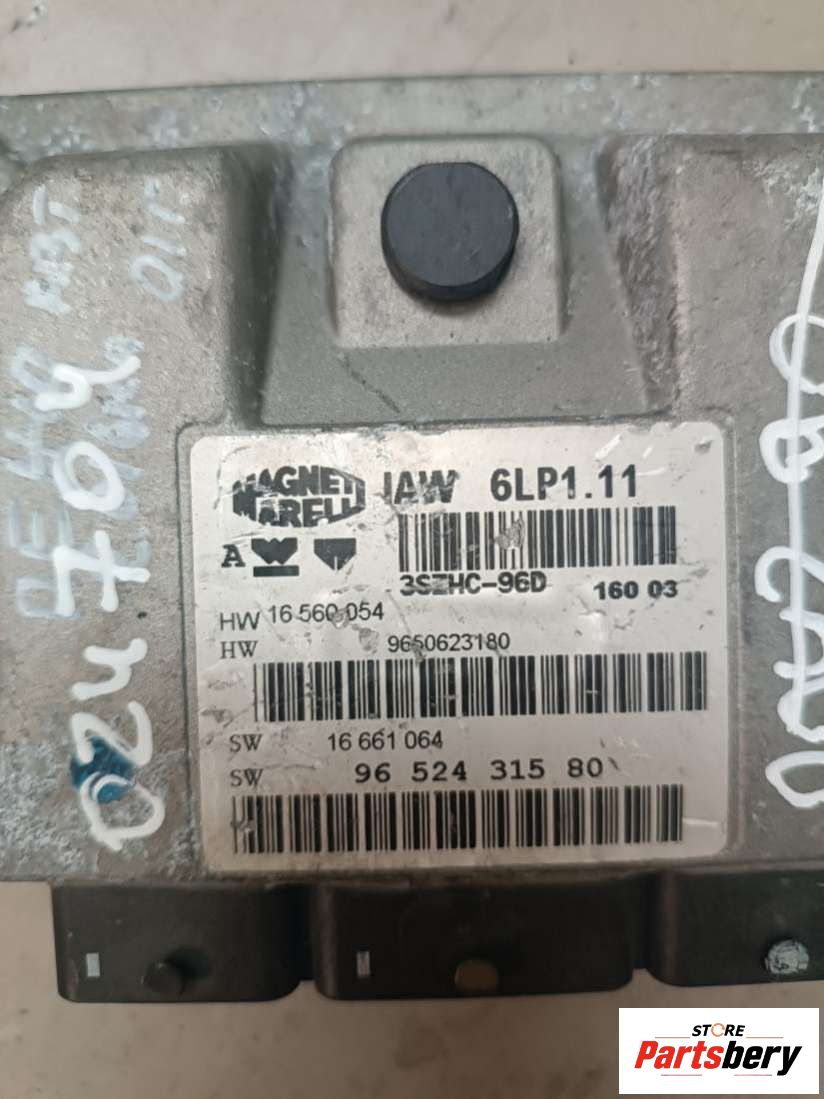 MAGNETI MARELLI
IAW 6LP1.11
A
3SZHC-96D 160 03
HW 16 560 054
HW 9650623180
SW 16 661 064
SW 96 524 315 80
02470Ч
STORE
Partsbery